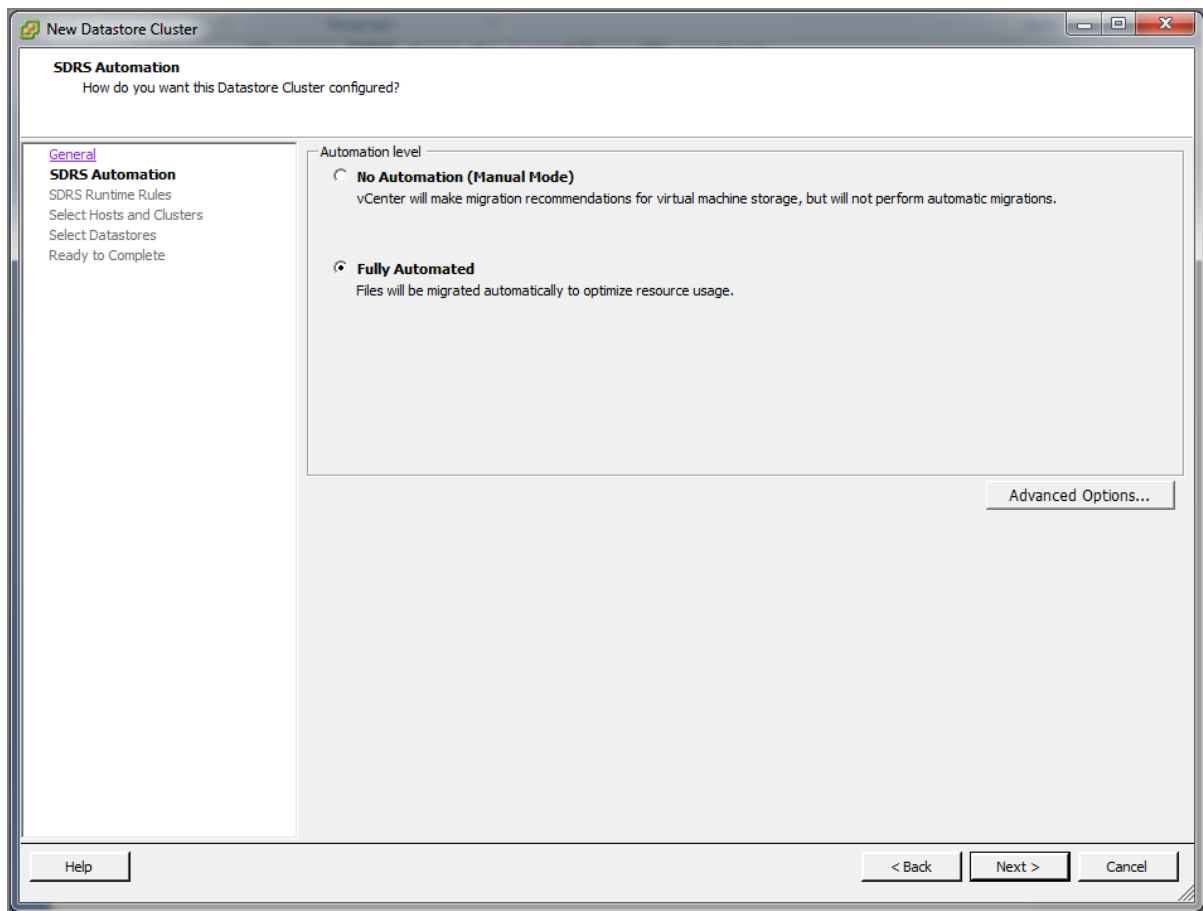 New Datastore Cluster
SDRS Automation
How do you want this Datastore Cluster configured?
General
SDRS Automation
SDRS Runtime Rules
Select Hosts and Clusters
Select Datastores
Ready to Complete
Automation level
No Automation (Manual Mode)
vCenter will make migration recommendations for virtual machine storage, but will not perform automatic migrations.
Fully Automated
Files will be migrated automatically to optimize resource usage.
Advanced Options...
Help
< Back
Next >
Cancel